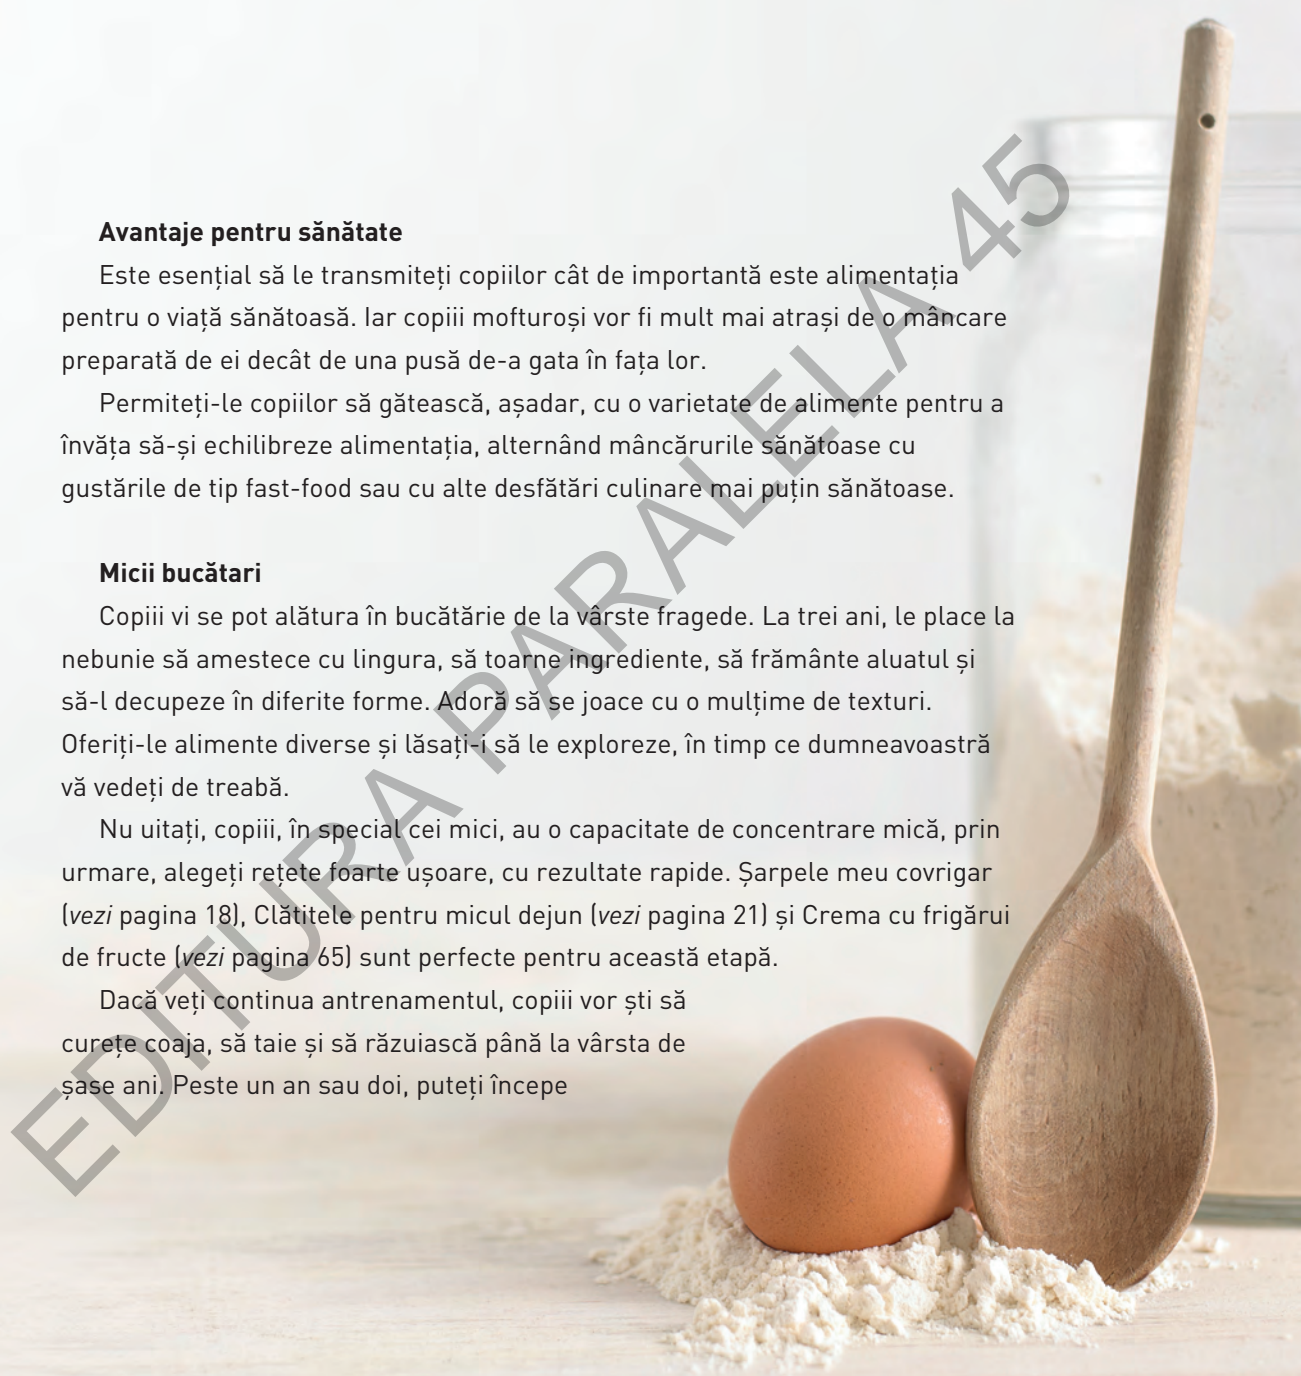 Avantaje pentru sănătate
Este esențial să le transmiteți copiilor cât de importantă este alimentația
pentru o viață sănătoasă. Iar copiii mofturoși vor fi mult mai atrași de o mâncare
preparată de ei decât de una pusă de-a gata în fața lor.
Permiteți-le copiilor să gătească, așadar, cu o varietate de alimente pentru a
învăța să-și echilibreze alimentația, alternând mâncărurile sănătoase cu
gustările de tip fast-food sau cu alte desfătări culinare mai puțin sănătoase.
Micii bucătari
Copiii vi se pot alătura în bucătărie de la vârste fragede. La trei ani, le place la
nebunie să amestece cu lingura, să toarne ingrediente, să frământe aluatul și
să-l decupeze în diferite forme. Adoră să se joace cu o mulțime de texturi.
Oferiți-le alimente diverse și lăsați-i să le exploreze, în timp ce dumneavoastră
vă vedeți de treabă.
Nu uitați, copiii, în special cei mici, au o capacitate de concentrare mică, prin
urmare, alegeți rețete foarte ușoare, cu rezultate rapide. Șarpele meu covrigar
(vezi pagina 18), Clătitele pentru micul dejun (vezi pagina 21) și Crema cu frigărui
de fructe (vezi pagina 65) sunt perfecte pentru această etapă.
Dacă veți continua antrenamentul, copiii vor ști să
curețe coaja, să taie și să răzuiască până la vârsta de
șase ani. Peste un an sau doi, puteți începe
EDITURA PARALELA 45